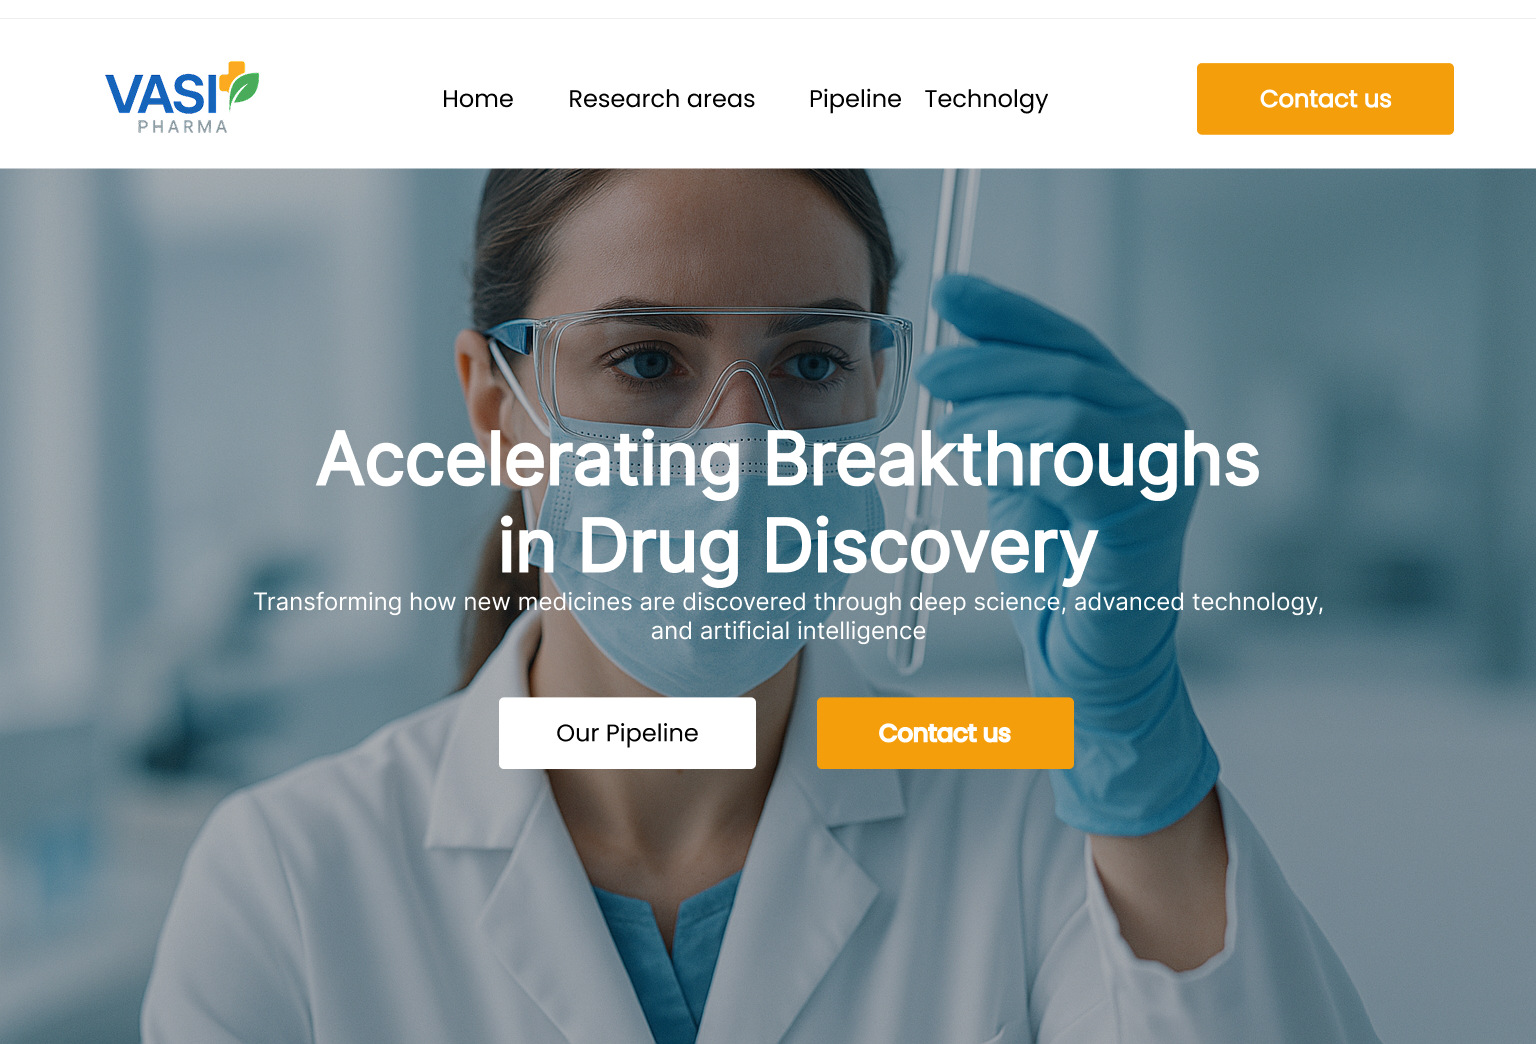 VASI
PHARMA
Home Research areas Pipeline Technolgy
Contact us
Accelerating Breakthroughs
in Drug Discovery
Transforming how new medicines are discovered through deep science, advanced technology,
and artificial intelligence
Our Pipeline
Contact us